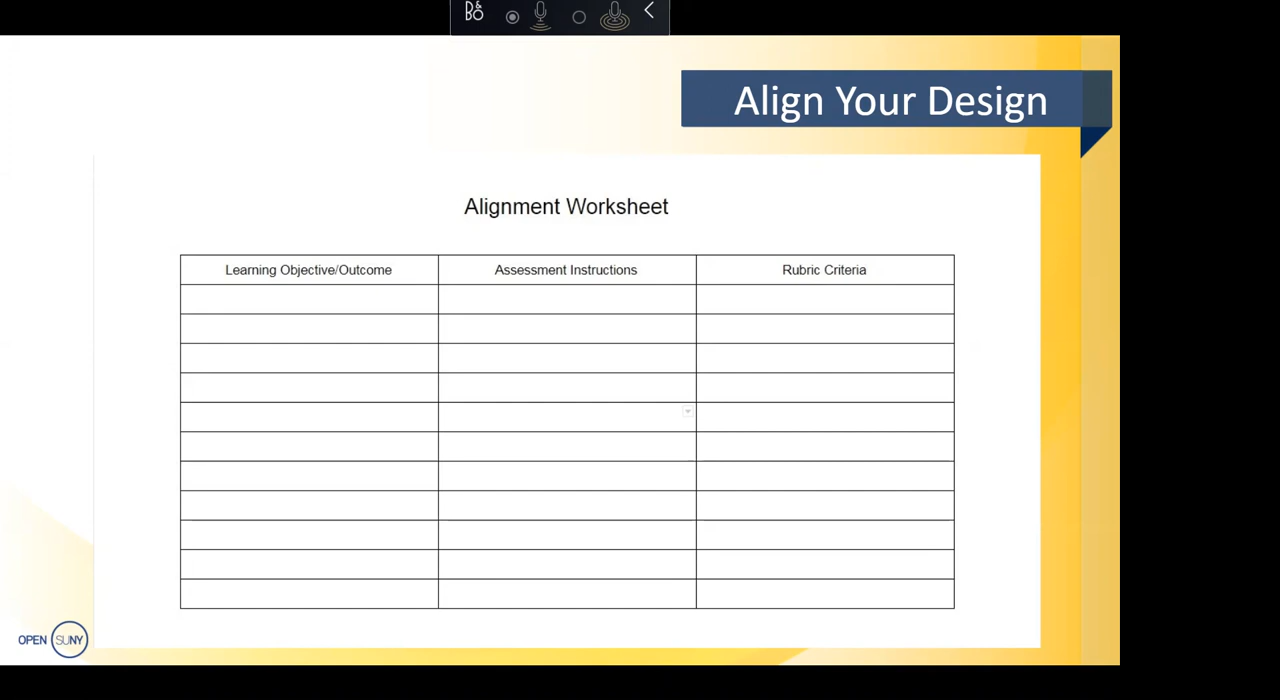 B&O
Align Your Design
Alignment Worksheet
Learning Objective/Outcome Assessment Instructions Rubric Criteria
OPEN SUNY